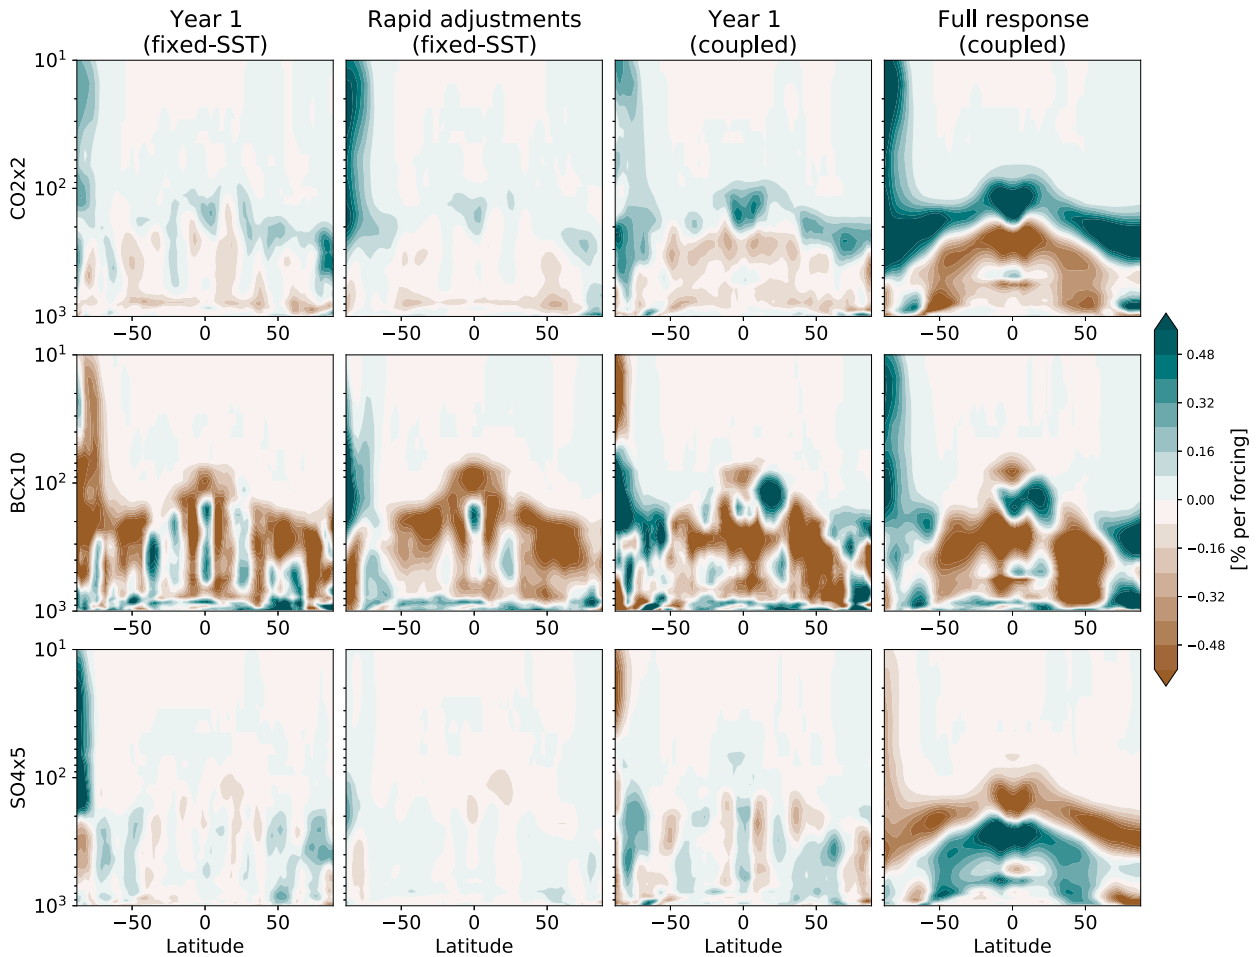 Year 1
(fixed-SST)
Rapid adjustments
(fixed-SST)
Year 1
(coupled)
Full response
(coupled)
CO2x2
10¹
10²
10³
−50 0 50
−50 0 50
−50 0 50
−50 0 50
BCx10
10¹
10²
10³
−50 0 50
−50 0 50
−50 0 50
−50 0 50
SO4x5
10¹
10²
10³
−50 0 50
−50 0 50
−50 0 50
−50 0 50
Latitude
Latitude
Latitude
Latitude
0.48
0.32
0.16
0.00
−0.16
−0.32
−0.48
[% per forcing]